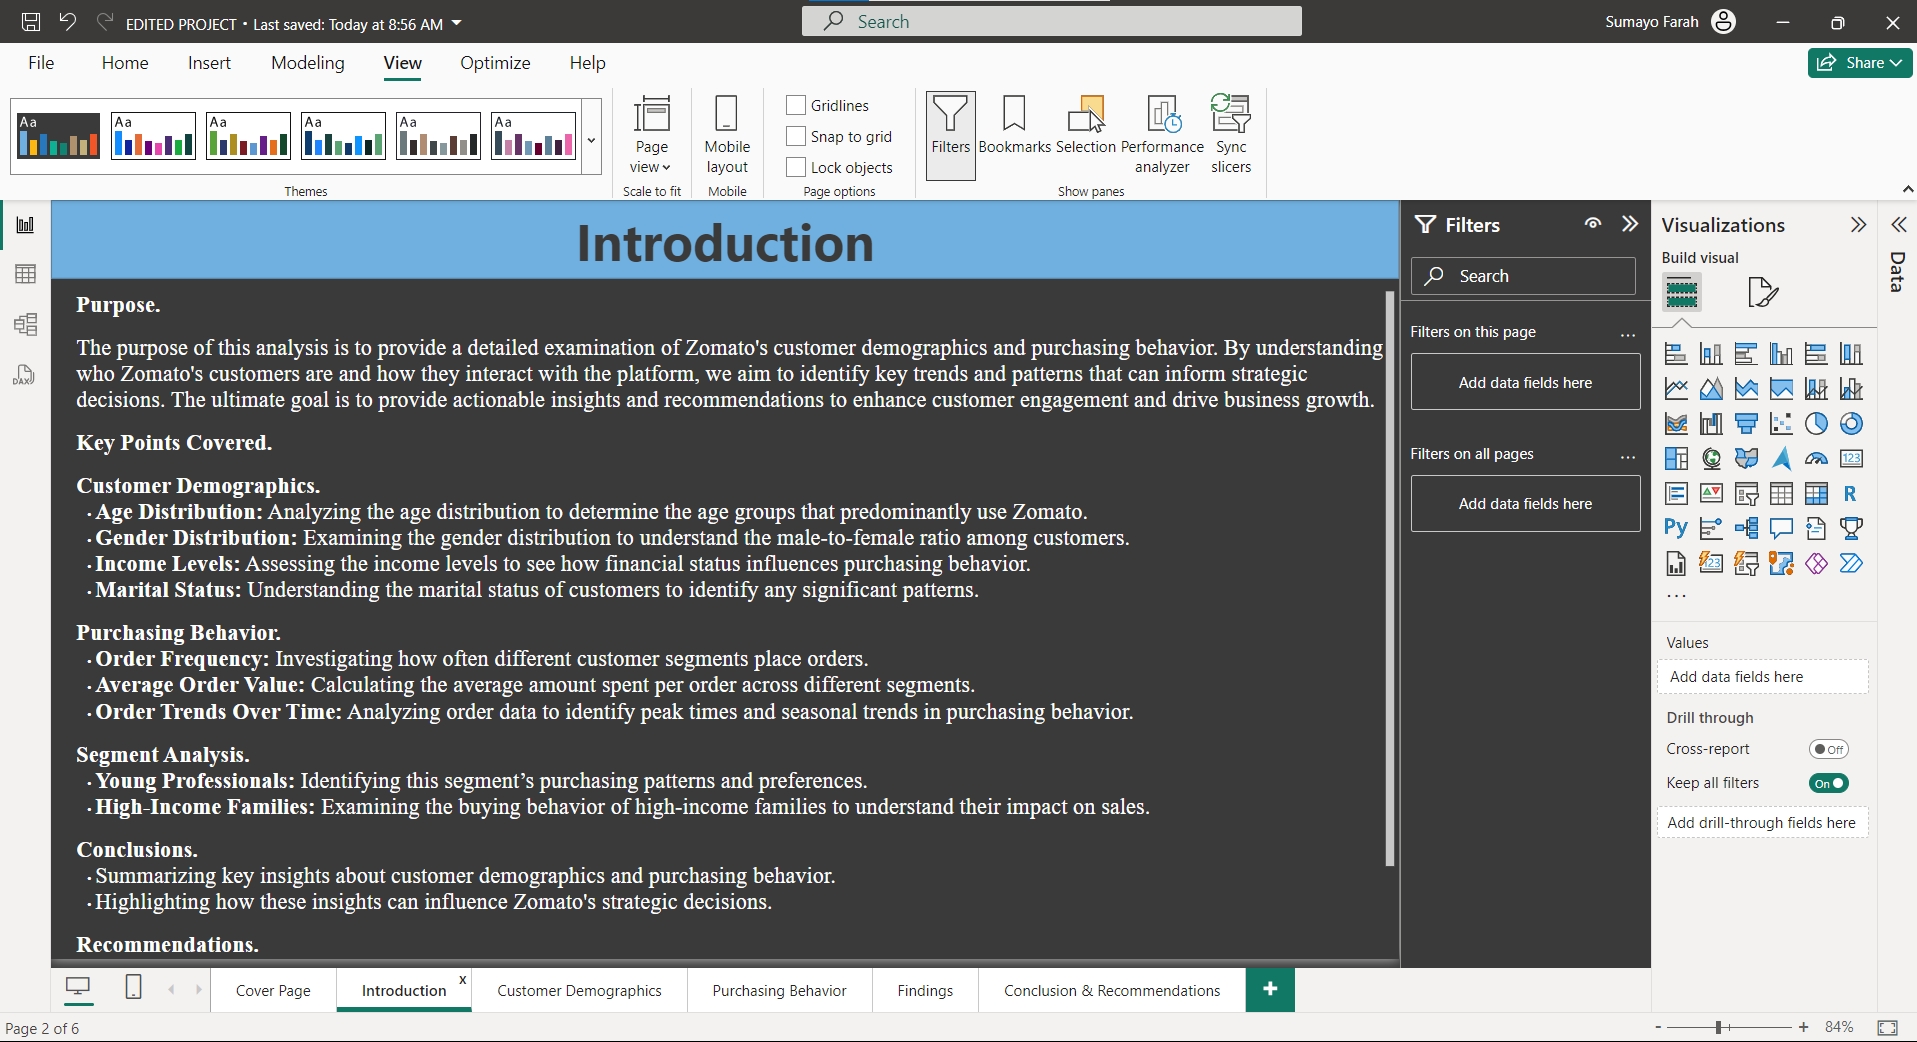 EDITED PROJECT • Last saved: Today at 8:56 AM
Search
Sumayo Farah
File Home Insert Modeling View Optimize Help
Share
Aa Aa Aa Aa Aa Aa
Themes
Page view
Scale to fit
Mobile layout
Mobile
Gridlines
Snap to grid
Lock objects
Page options
Filters
Bookmarks
Selection
Performance analyzer
Sync slicers
Show panes
DAX
Introduction
Purpose.
The purpose of this analysis is to provide a detailed examination of Zomato's customer demographics and purchasing behavior. By understanding
who Zomato's customers are and how they interact with the platform, we aim to identify key trends and patterns that can inform strategic
decisions. The ultimate goal is to provide actionable insights and recommendations to enhance customer engagement and drive business growth.
Key Points Covered.
Customer Demographics.
· Age Distribution: Analyzing the age distribution to determine the age groups that predominantly use Zomato.
· Gender Distribution: Examining the gender distribution to understand the male-to-female ratio among customers.
· Income Levels: Assessing the income levels to see how financial status influences purchasing behavior.
· Marital Status: Understanding the marital status of customers to identify any significant patterns.
Purchasing Behavior.
· Order Frequency: Investigating how often different customer segments place orders.
· Average Order Value: Calculating the average amount spent per order across different segments.
· Order Trends Over Time: Analyzing order data to identify peak times and seasonal trends in purchasing behavior.
Segment Analysis.
· Young Professionals: Identifying this segment’s purchasing patterns and preferences.
· High-Income Families: Examining the buying behavior of high-income families to understand their impact on sales.
Conclusions.
· Summarizing key insights about customer demographics and purchasing behavior.
· Highlighting how these insights can influence Zomato's strategic decisions.
Recommendations.
Filters
Search
Filters on this page ...
Add data fields here
Filters on all pages ...
Add data fields here
Visualizations
Build visual
123
R
Py
123
...
Values
Add data fields here
Drill through
Cross-report Off
Keep all filters On
Add drill-through fields here
Data
Cover Page
Introduction x
Customer Demographics
Purchasing Behavior
Findings
Conclusion & Recommendations
+
Page 2 of 6
- + 84%